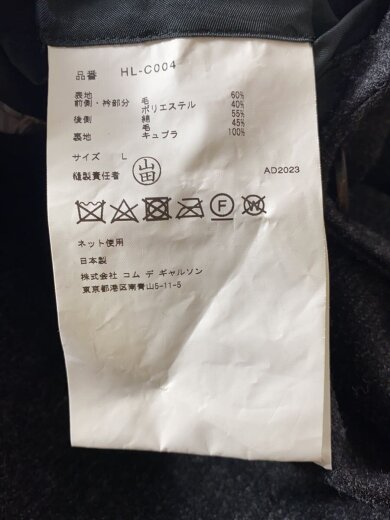 品番 HL-C004
表地
前側・衿部分 毛 60%
ポリエステル 40%
後側 綿 55%
毛 45%
裏地 キュプラ 100%
サイズ L
縫製責任者 山田
AD2023
F W
ネット使用
日本製
株式会社 コム デ ギャルソン
東京都港区南青山5-11-5